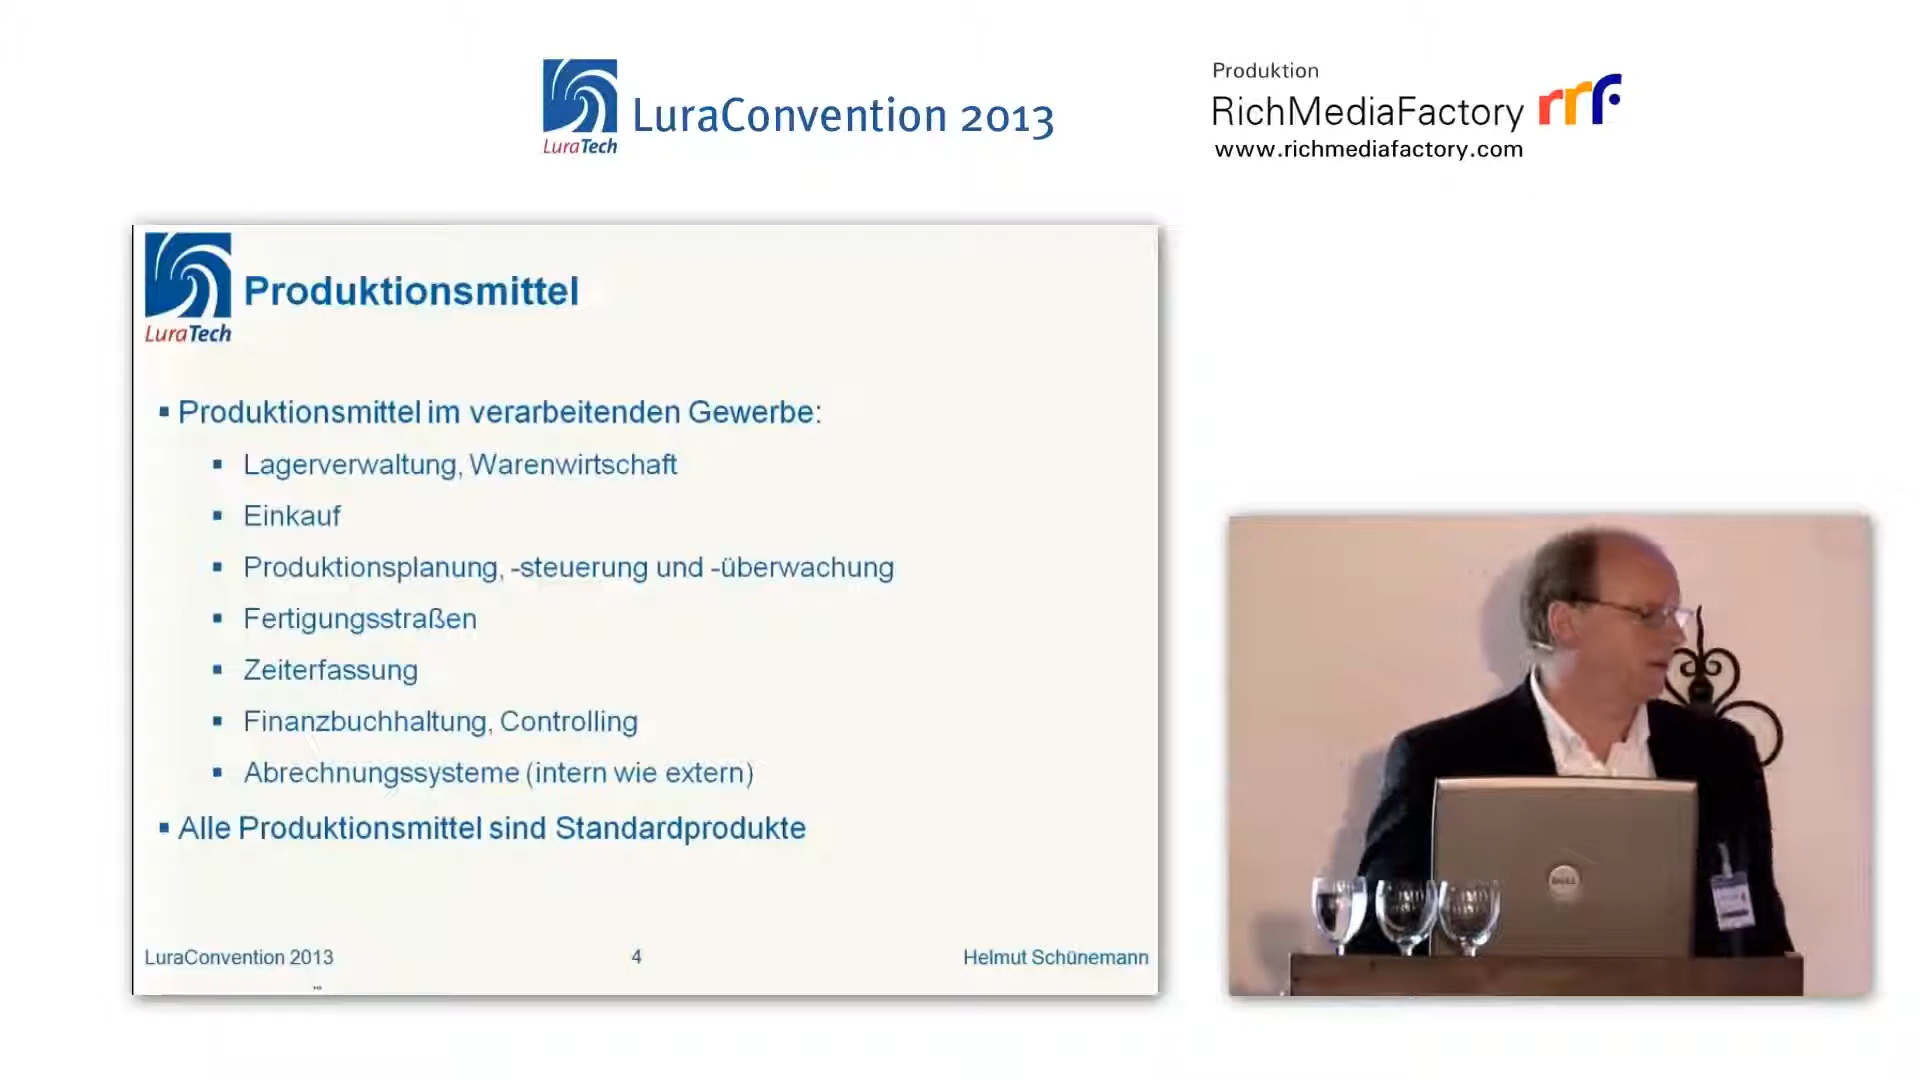 LuraTech
LuraConvention 2013
Produktion
RichMediaFactory rmf
www.richmediafactory.com
LuraTech
Produktionsmittel
▪ Produktionsmittel im verarbeitenden Gewerbe:
▪ Lagerverwaltung, Warenwirtschaft
▪ Einkauf
▪ Produktionsplanung, -steuerung und -überwachung
▪ Fertigungsstraßen
▪ Zeiterfassung
▪ Finanzbuchhaltung, Controlling
▪ Abrechnungssysteme (intern wie extern)
▪ Alle Produktionsmittel sind Standardprodukte
LuraConvention 2013 4 Helmut Schünemann
DELL